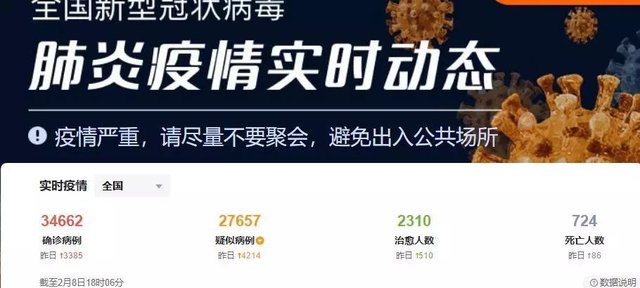 全国新型冠状病毒
肺炎疫情实时动态
疫情严重，请尽量不要聚会，避免出入公共场所
实时疫情 全国
34662 27657 2310 724
确诊病例 疑似病例 治愈人数 死亡人数
昨日 ↑3385 昨日 ↑4214 昨日 ↑510 昨日 ↑86
截至2月8日18时06分 数据说明